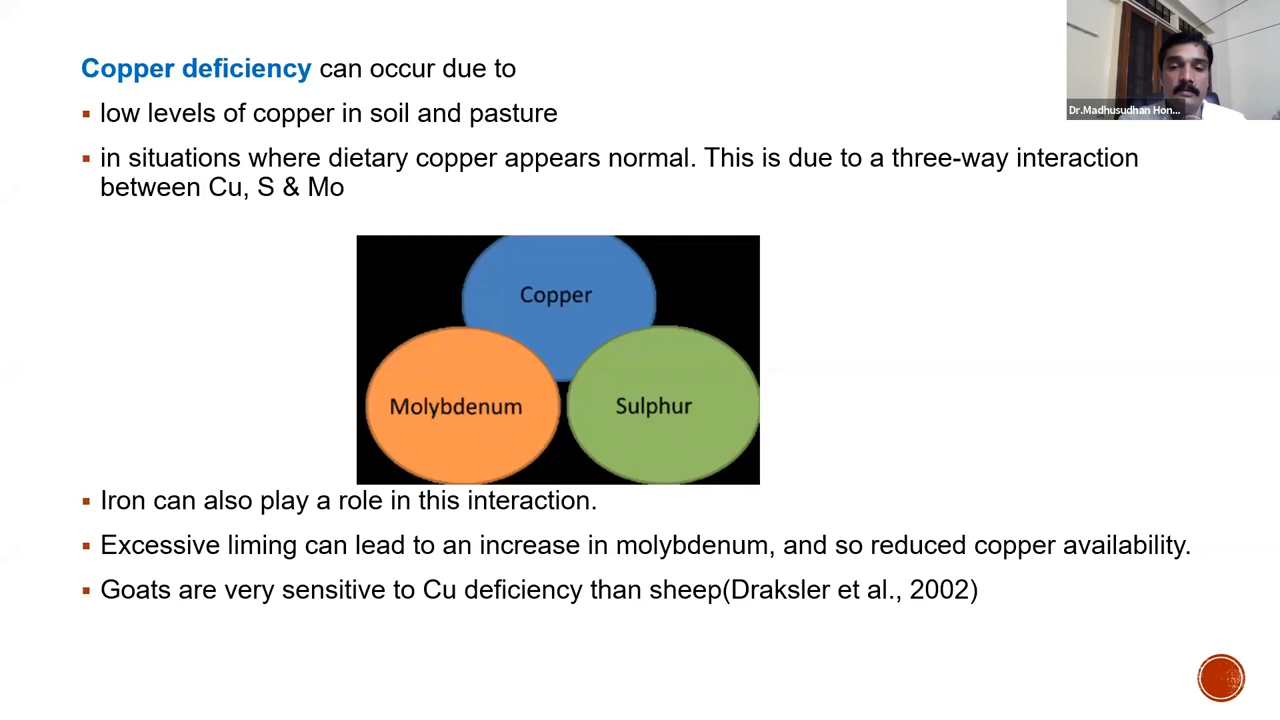 Copper deficiency can occur due to
▪ low levels of copper in soil and pasture
▪ in situations where dietary copper appears normal. This is due to a three-way interaction
between Cu, S & Mo
Dr.Madhusudhan Hon...
Copper
Molybdenum
Sulphur
▪ Iron can also play a role in this interaction.
▪ Excessive liming can lead to an increase in molybdenum, and so reduced copper availability.
▪ Goats are very sensitive to Cu deficiency than sheep(Draksler et al., 2002)